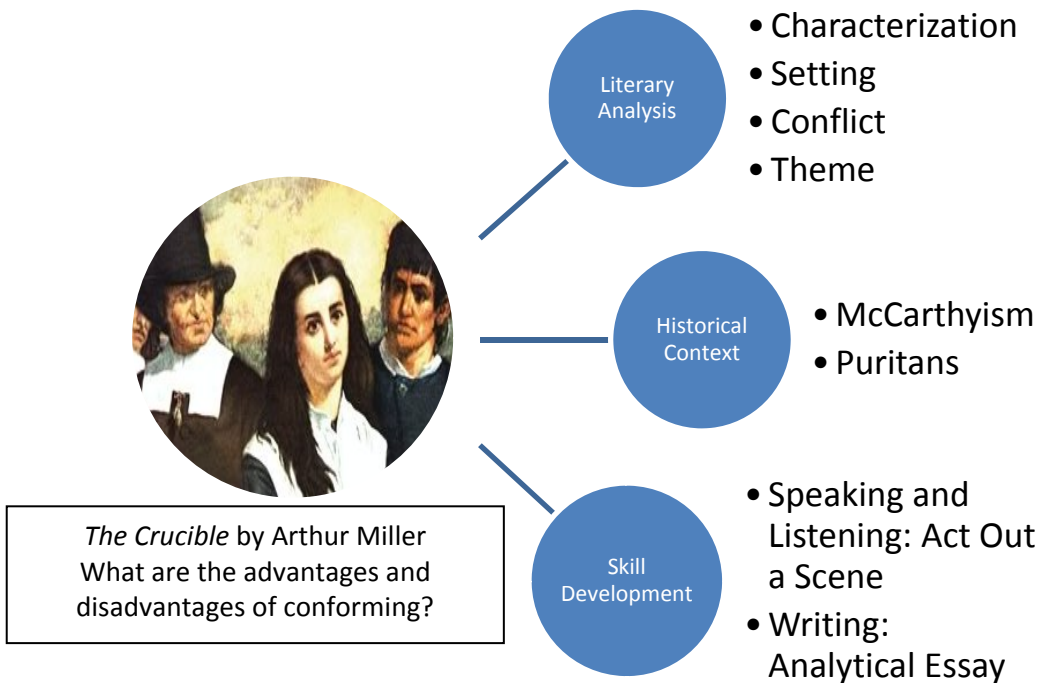 Literary
Analysis
• Characterization
• Setting
• Conflict
• Theme
Historical
Context
• McCarthyism
• Puritans
The Crucible by Arthur Miller
What are the advantages and
disadvantages of conforming?
Skill
Development
• Speaking and
Listening: Act Out
a Scene
• Writing:
Analytical Essay